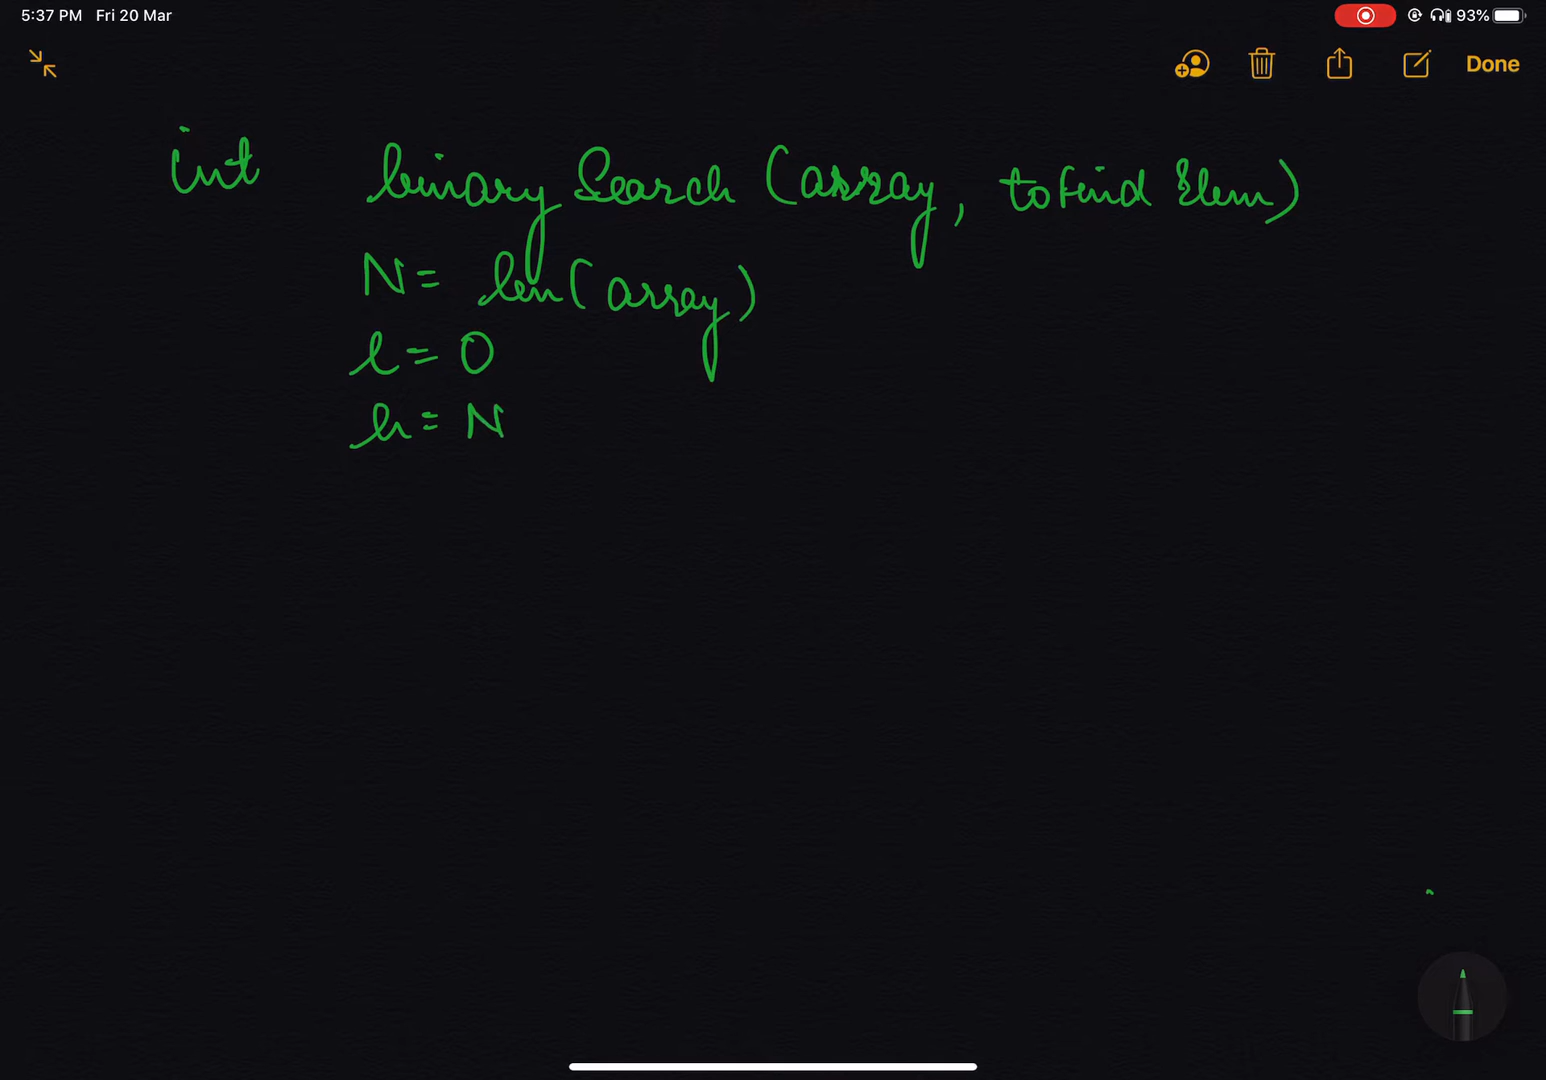 5:37 PM Fri 20 Mar 93%
Done
int binary Search (array, toFind Elem)
N = len(array)
l = 0
h = N